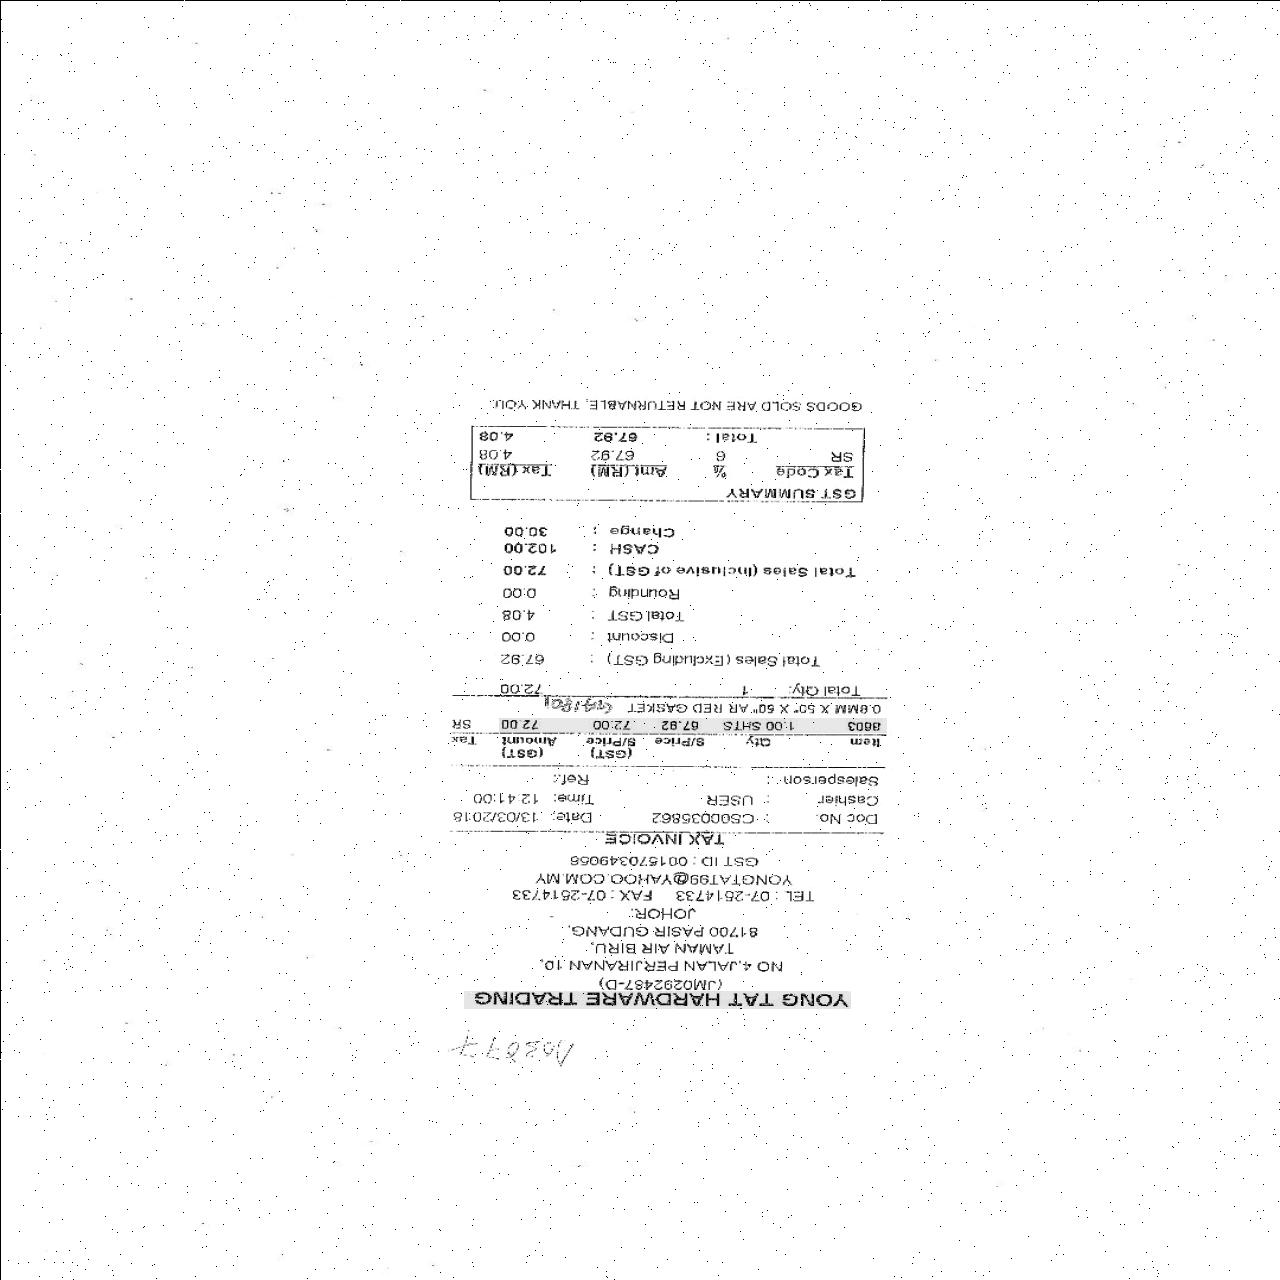 YONG TAT HARDWARE TRADING
(JM0292487-D)
NO 4,JALAN PERJIRANAN 10,
TAMAN AIR BIRU,
81700 PASIR GUDANG,
JOHOR.
TEL : 07-2514733 FAX : 07-2514733
YONGTAT99@YAHOO.COM.MY
GST ID : 001570349056
TAX INVOICE
Doc No : CS00035862 Date: 13/03/2018
Cashier : USER Time: 12:41:00
Salesperson : Ref.:
(GST) (GST)
Item Qty S/Price S/Price Amount Tax
8603 1.00 SHTS 67.92 72.00 72.00 SR
0.8MM X 50" X 50" AR RED GASKET
Total Qty: 1 72.00
Total Sales (Excluding GST) : 67.92
Discount : 0.00
Total GST : 4.08
Rounding : 0.00
Total Sales (Inclusive of GST) : 72.00
CASH : 102.00
Change : 30.00
GST SUMMARY
Tax Code % Amt (RM) Tax (RM)
SR 6 67.92 4.08
Total : 67.92 4.08
GOODS SOLD ARE NOT RETURNABLE, THANK YOU.